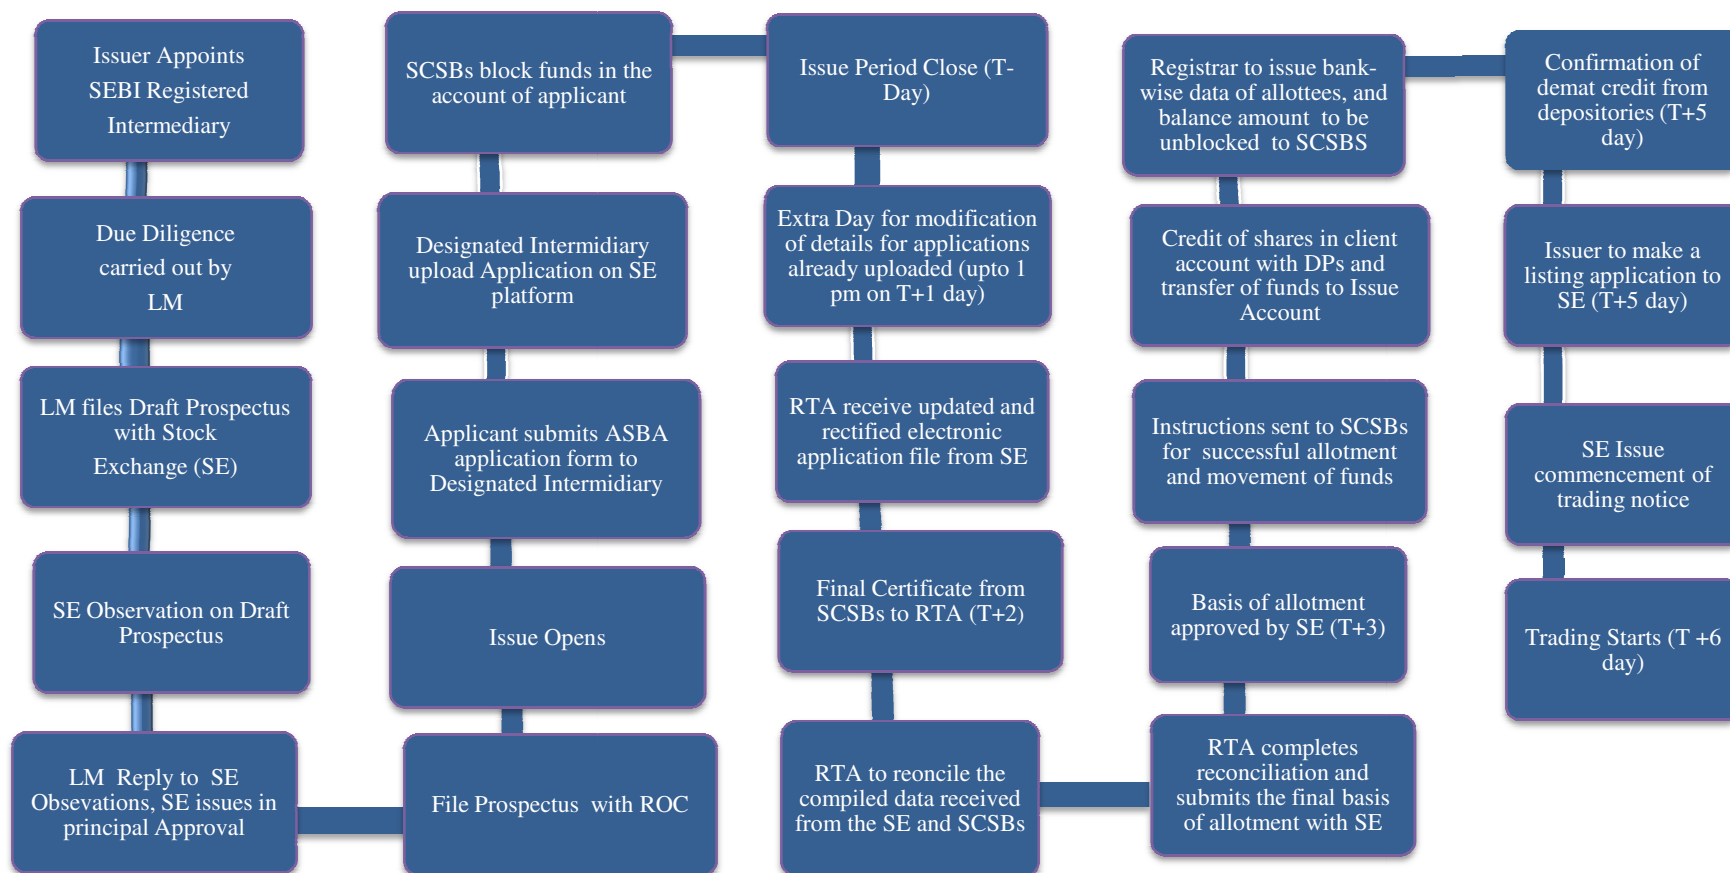 Issuer Appoints
SEBI Registered
Intermediary
Due Diligence
carried out by
LM
LM files Draft Prospectus
with Stock
Exchange (SE)
SE Observation on Draft
Prospectus
LM Reply to SE
Obsevations, SE issues in
principal Approval
File Prospectus with ROC
Issue Opens
Applicant submits ASBA
application form to
Designated Intermidiary
Designated Intermidiary
upload Application on SE
platform
SCSBs block funds in the
account of applicant
Issue Period Close (T-
Day)
Extra Day for modification
of details for applications
already uploaded (upto 1
pm on T+1 day)
RTA receive updated and
rectified electronic
application file from SE
Final Certificate from
SCSBs to RTA (T+2)
RTA to reconcile the
compiled data received
from the SE and SCSBs
RTA completes
reconciliation and
submits the final basis
of allotment with SE
Basis of allotment
approved by SE (T+3)
Instructions sent to SCSBs
for successful allotment
and movement of funds
Credit of shares in client
account with DPs and
transfer of funds to Issue
Account
Registrar to issue bank-
wise data of allottees, and
balance amount to be
unblocked to SCSBS
Confirmation of
demat credit from
depositories (T+5
day)
Issuer to make a
listing application to
SE (T+5 day)
SE Issue
commencement of
trading notice
Trading Starts (T +6
day)